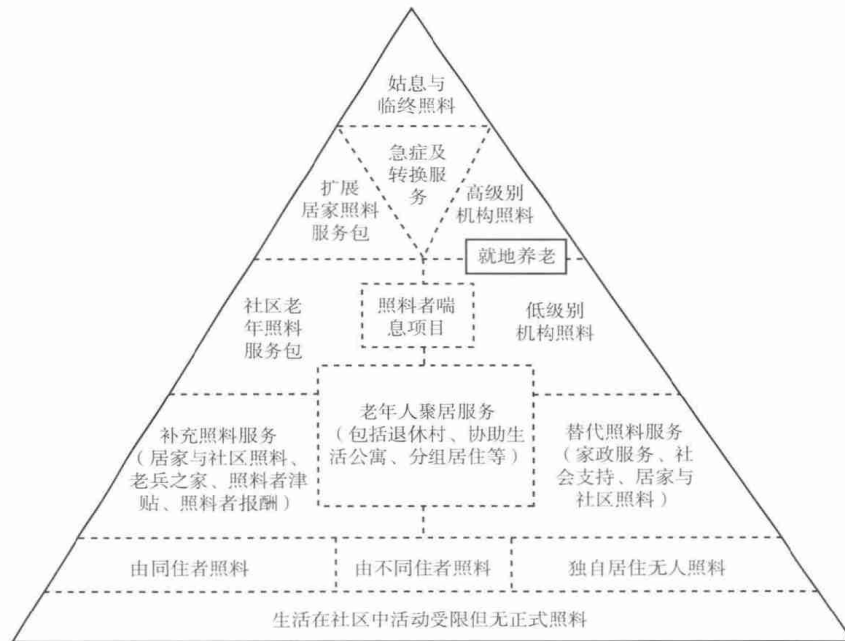 姑息与
临终照料
急症及
转换服
务
扩展
居家照料
服务包
高级别
机构照料
就地养老
社区老
年照料
服务包
照料者喘
息项目
低级别
机构照料
老年人聚居服务
（包括退休村、协助生
活公寓、分组居住等）
补充照料服务
（居家与社区照料、
老兵之家、照料者津
贴、照料者报酬）
替代照料服务
（家政服务、社
会支持、居家与
社区照料）
由同住者照料
由不同住者照料
独自居住无人照料
生活在社区中活动受限但无正式照料